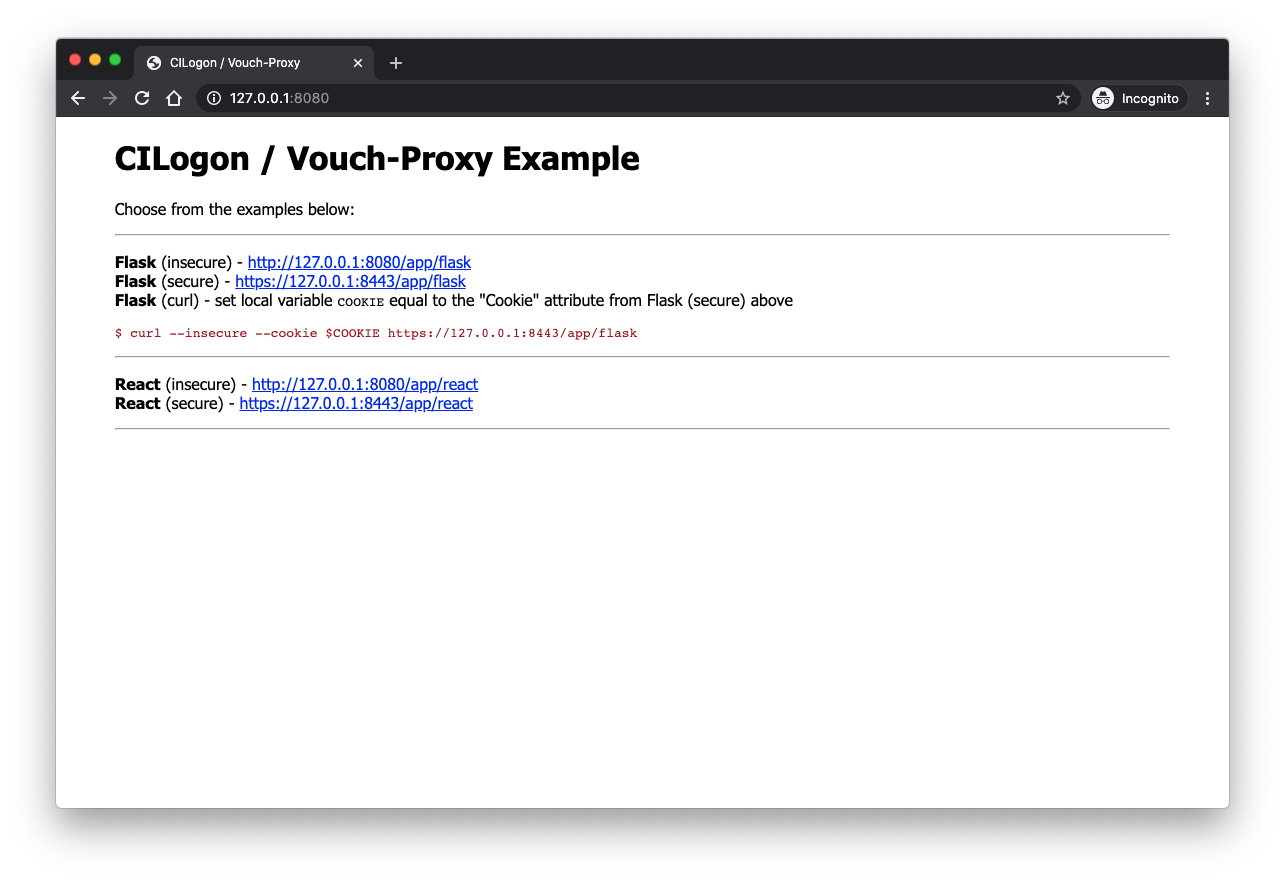 CILogon / Vouch-Proxy
127.0.0.1:8080
Incognito
CILogon / Vouch-Proxy Example
Choose from the examples below:
Flask (insecure) - http://127.0.0.1:8080/app/flask
Flask (secure) - https://127.0.0.1:8443/app/flask
Flask (curl) - set local variable COOKIE equal to the "Cookie" attribute from Flask (secure) above
$ curl --insecure --cookie $COOKIE https://127.0.0.1:8443/app/flask
React (insecure) - http://127.0.0.1:8080/app/react
React (secure) - https://127.0.0.1:8443/app/react